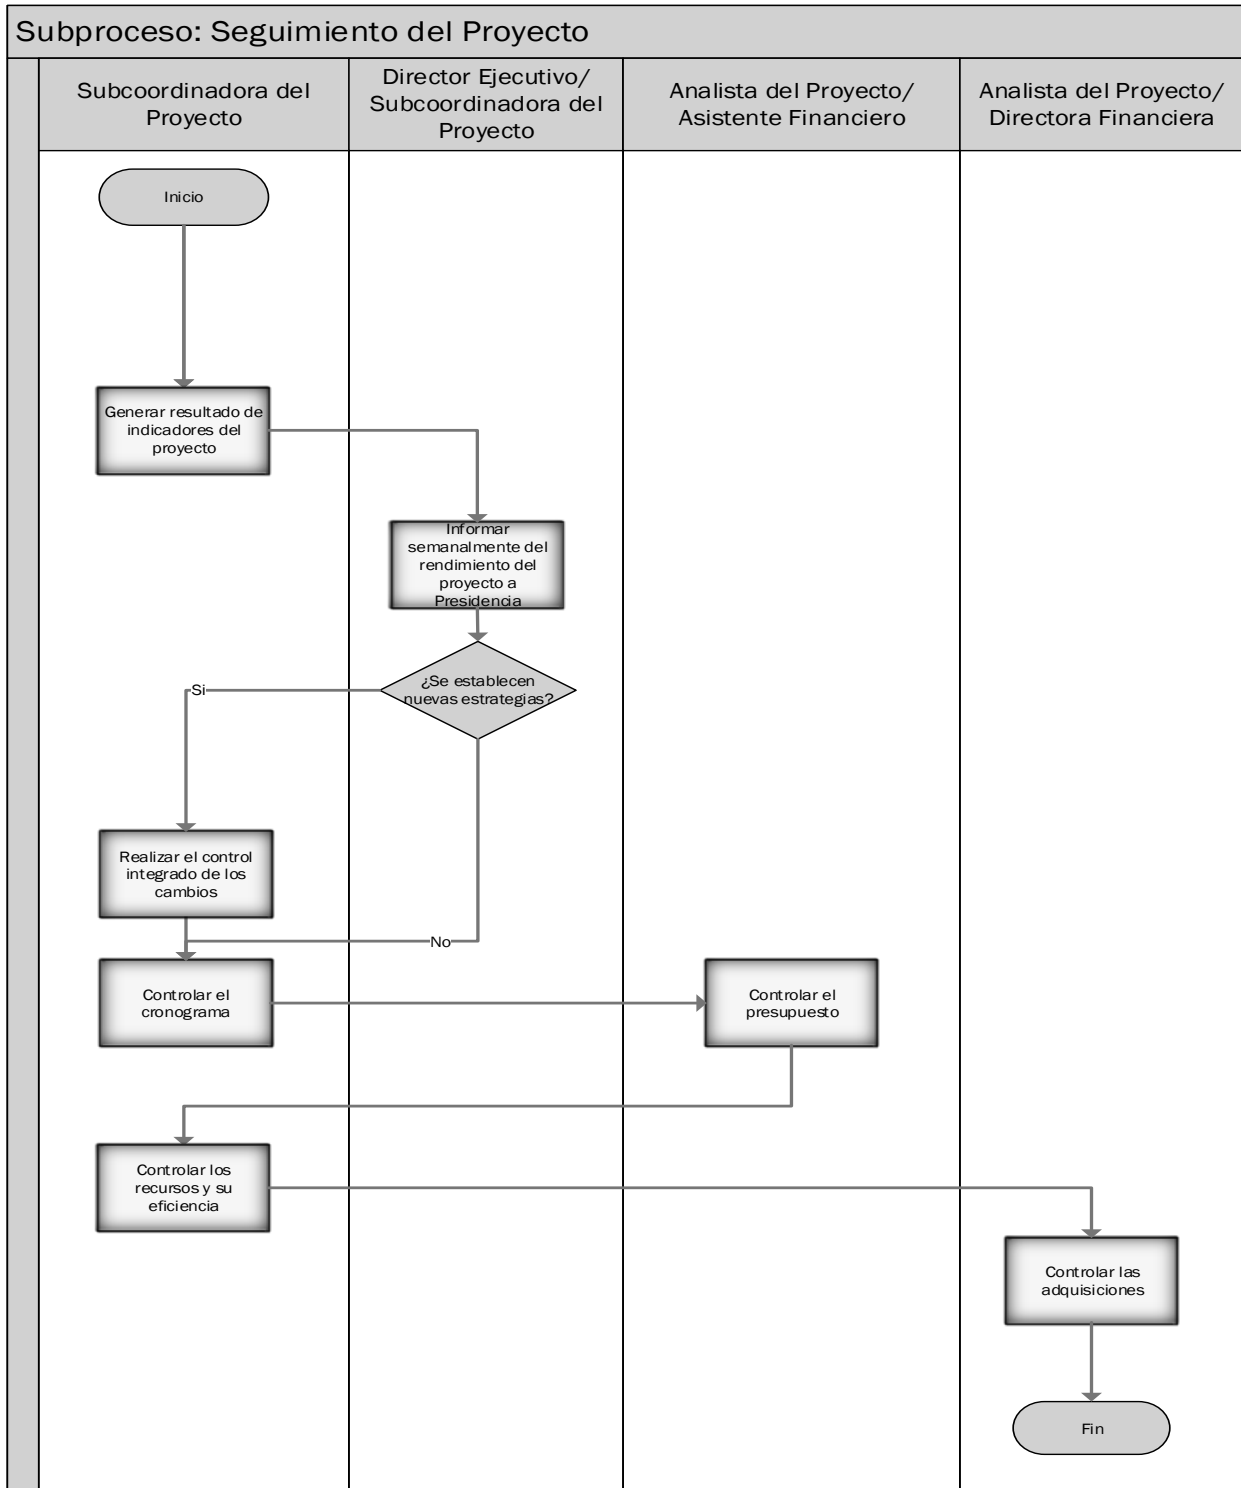 Subproceso: Seguimiento del Proyecto
Subcoordinadora del
Proyecto
Director Ejecutivo/
Subcoordinadora del
Proyecto
Analista del Proyecto/
Asistente Financiero
Analista del Proyecto/
Directora Financiera
Inicio
Generar resultado de
indicadores del
proyecto
Informar
semanalmente del
rendimiento del
proyecto a
Presidencia
¿Se establecen
nuevas estrategias?
Si
Realizar el control
integrado de los
cambios
No
Controlar el
cronograma
Controlar el
presupuesto
Controlar los
recursos y su
eficiencia
Controlar las
adquisiciones
Fin